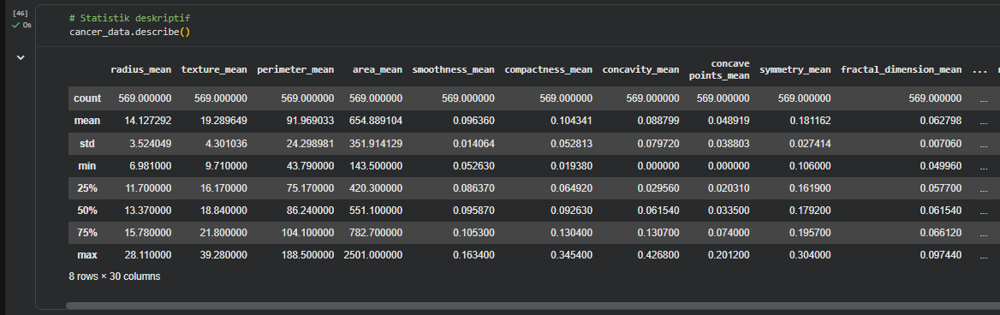 [46]
0s
# Statistik deskriptif
cancer_data.describe()
radius_mean texture_mean perimeter_mean area_mean smoothness_mean compactness_mean concavity_mean concave points_mean symmetry_mean fractal_dimension_mean ...
count 569.000000 569.000000 569.000000 569.000000 569.000000 569.000000 569.000000 569.000000 569.000000 569.000000 ...
mean 14.127292 19.289649 91.969033 654.889104 0.096360 0.104341 0.088799 0.048919 0.181162 0.062798 ...
std 3.524049 4.301036 24.298981 351.914129 0.014064 0.052813 0.079720 0.038803 0.027414 0.007060 ...
min 6.981000 9.710000 43.790000 143.500000 0.052630 0.019380 0.000000 0.000000 0.106000 0.049960 ...
25% 11.700000 16.170000 75.170000 420.300000 0.086370 0.064920 0.029560 0.020310 0.161900 0.057700 ...
50% 13.370000 18.840000 86.240000 551.100000 0.095870 0.092630 0.061540 0.033500 0.179200 0.061540 ...
75% 15.780000 21.800000 104.100000 782.700000 0.105300 0.130400 0.130700 0.074000 0.195700 0.066120 ...
max 28.110000 39.280000 188.500000 2501.000000 0.163400 0.345400 0.426800 0.201200 0.304000 0.097440 ...
8 rows × 30 columns